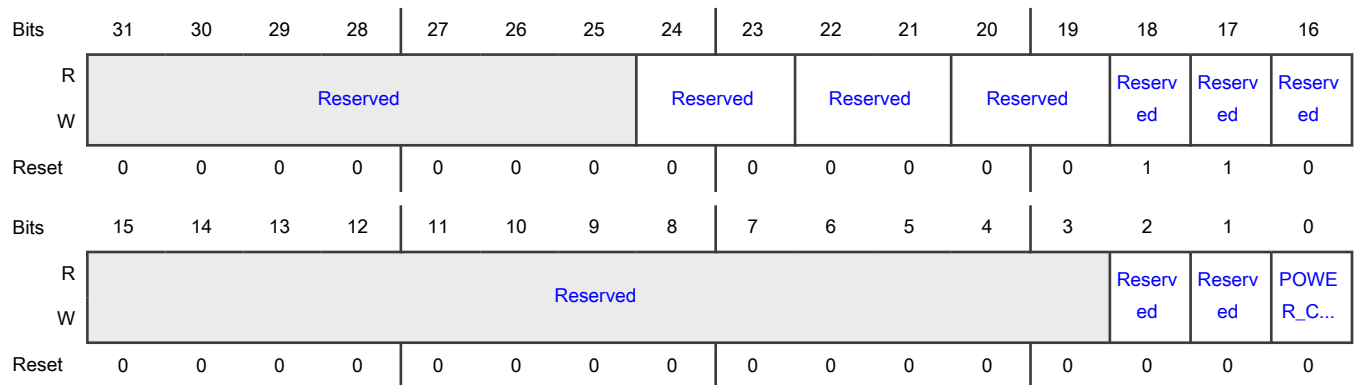 Bits 31 30 29 28 27 26 25 24 23 22 21 20 19 18 17 16
R
W
Reserved Reserved Reserved Reserved Reserv
ed Reserv
ed Reserv
ed
Reset 0 0 0 0 0 0 0 0 0 0 0 0 0 1 1 0
Bits 15 14 13 12 11 10 9 8 7 6 5 4 3 2 1 0
R
W
Reserved Reserv
ed Reserv
ed POWE
R_C...
Reset 0 0 0 0 0 0 0 0 0 0 0 0 0 0 0 0